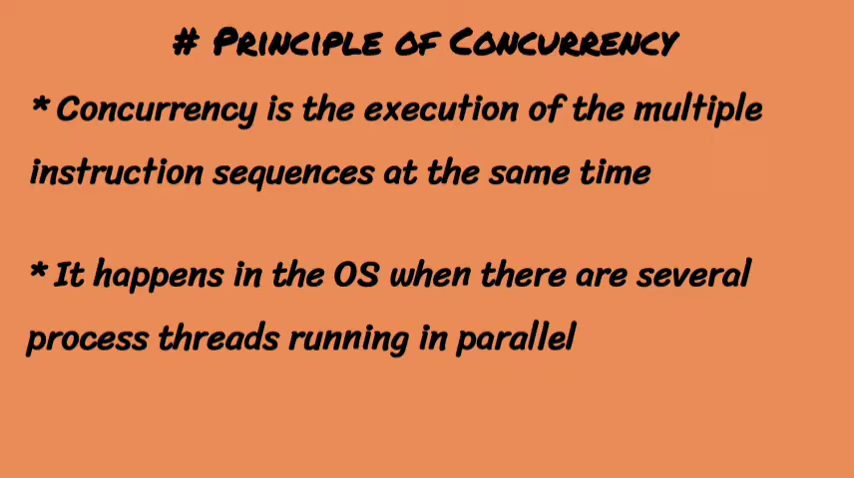 # Principle of Concurrency
* Concurrency is the execution of the multiple
instruction sequences at the same time
* It happens in the OS when there are several
process threads running in parallel